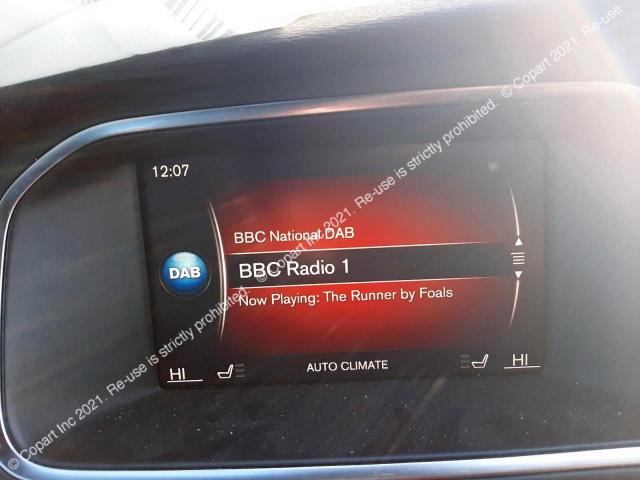 12:07
BBC National DAB
DAB
BBC Radio 1
Now Playing: The Runner by Foals
HI
AUTO CLIMATE
HI
© Copart Inc 2021. Re-use is strictly prohibited. © Copart 2021. Re-use
© Copart Inc 2021. Re-use is strictly prohibited. © Copart Inc 2021. Re-use is strictly prohibited.